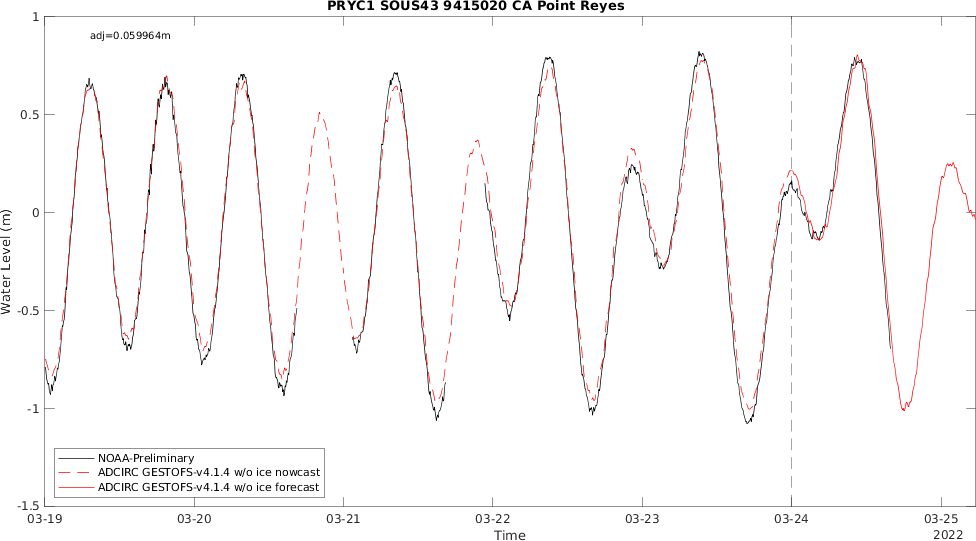 PRYC1 SOUS43 9415020 CA Point Reyes
adj=0.059964m
1
0.5
0
-0.5
-1
-1.5
Water Level (m)
NOAA-Preliminary
ADCIRC GESTOFS-v4.1.4 w/o ice nowcast
ADCIRC GESTOFS-v4.1.4 w/o ice forecast
03-19 03-20 03-21 03-22 03-23 03-24 03-25
Time
2022